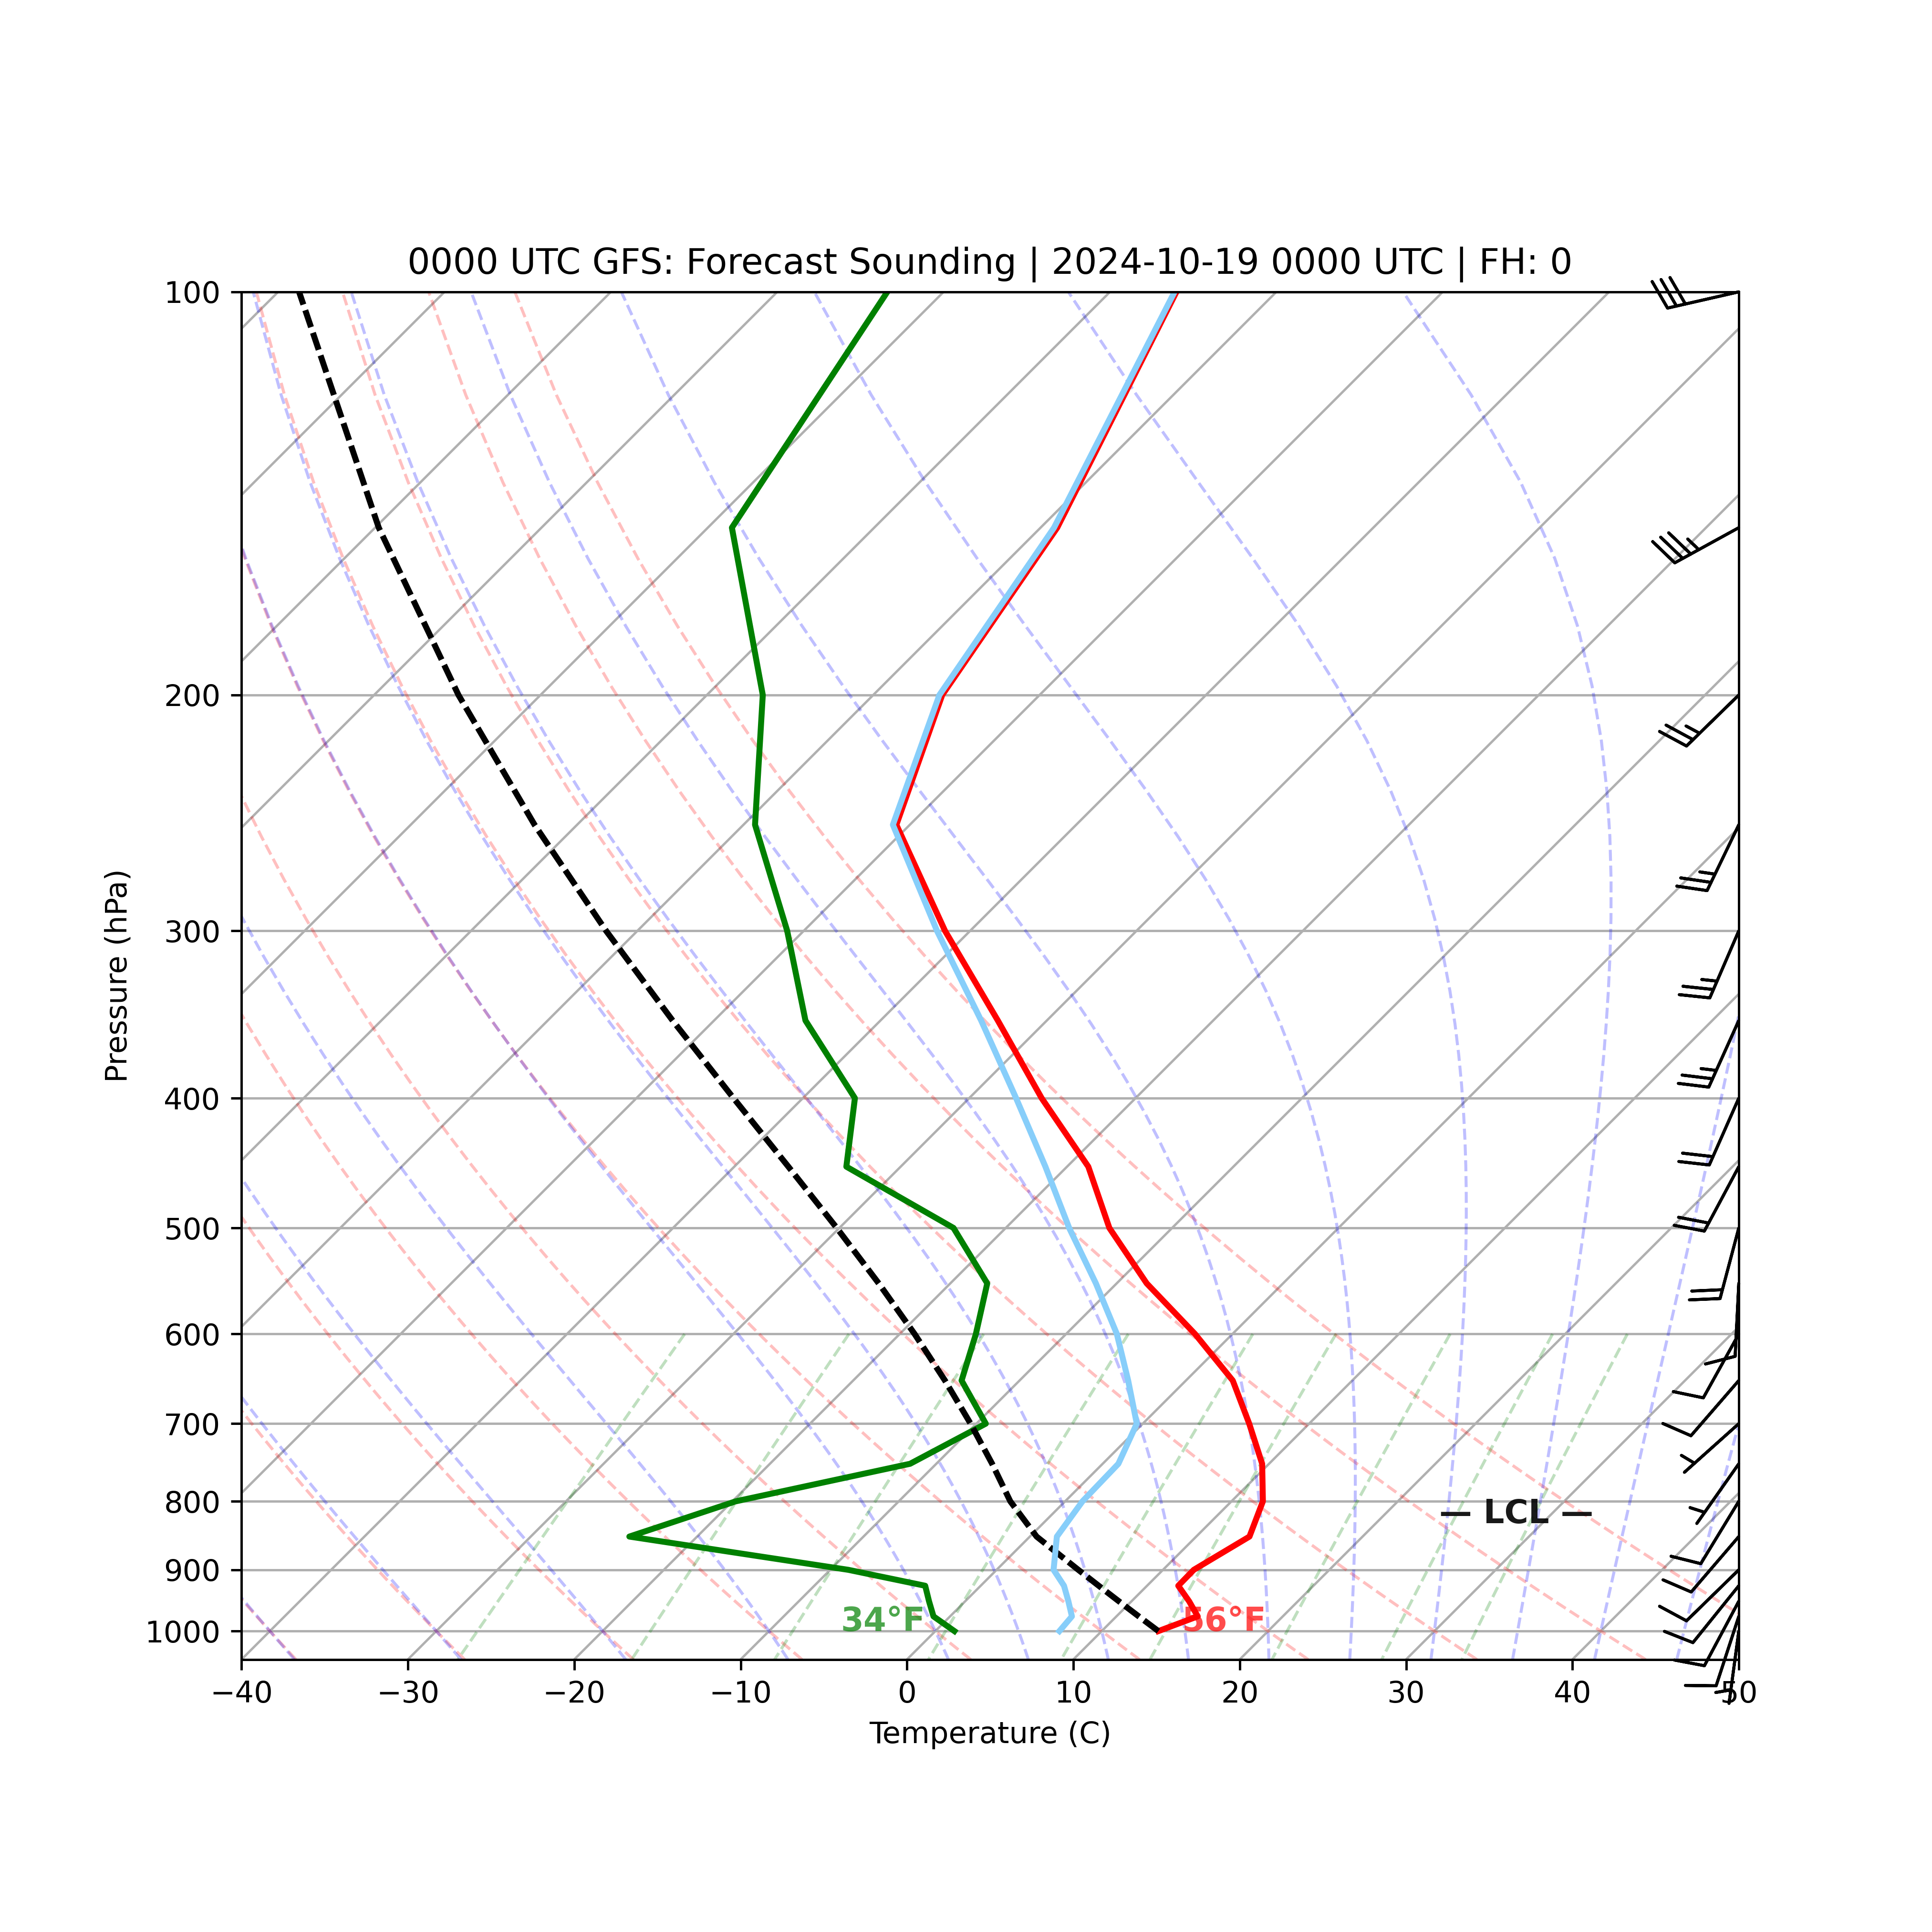 0000 UTC GFS: Forecast Sounding | 2024-10-19 0000 UTC | FH: 0
100
200
300
400
500
600
700
800
900
1000
Pressure (hPa)
— LCL —
34°F
56°F
−40 −30 −20 −10 0 10 20 30 40 50
Temperature (C)